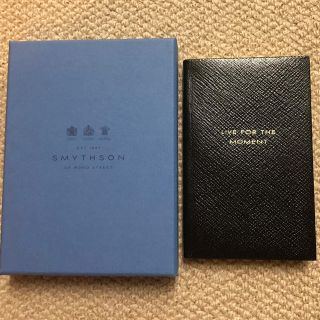 EST 1887
SMYTHSON
OF BOND STREET
LIVE FOR THE
MOMENT